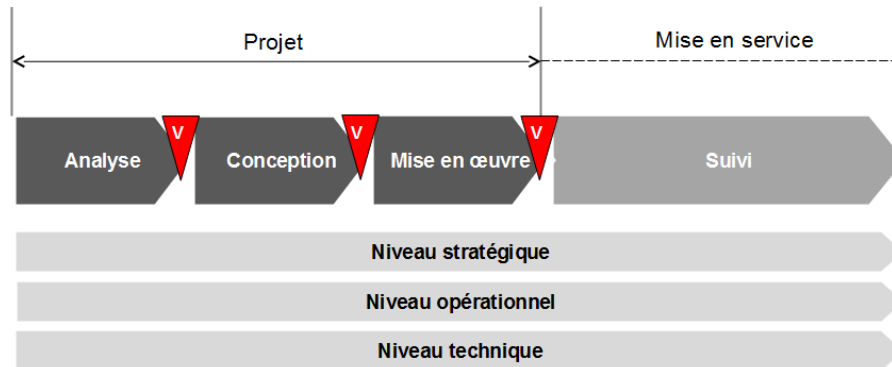 Projet
Mise en service
V
V
V
Analyse
Conception
Mise en œuvre
Suivi
Niveau stratégique
Niveau opérationnel
Niveau technique